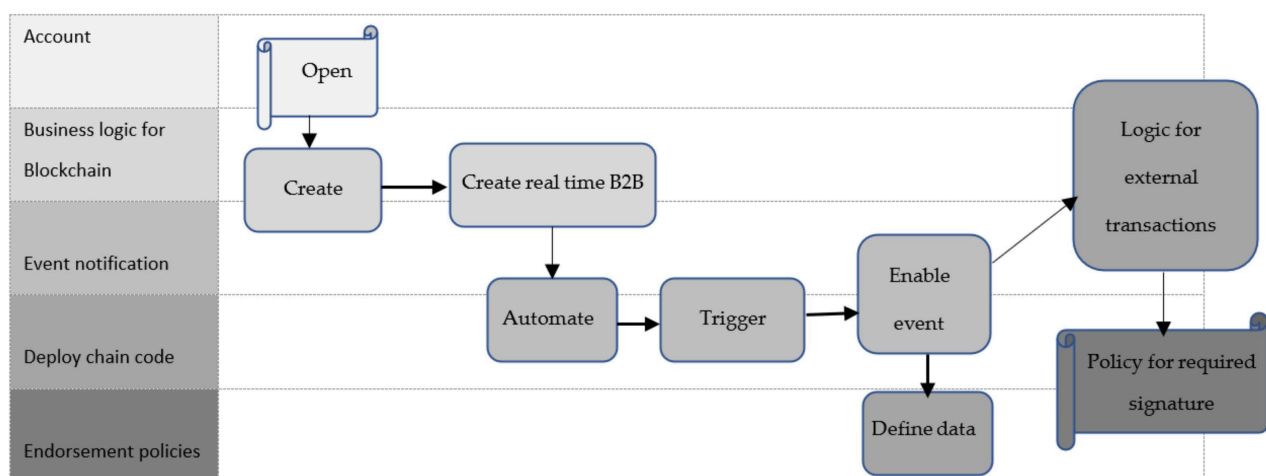 Account
Open
Business logic for
Blockchain
Create
Create real time B2B
Logic for
external
transactions
Event notification
Enable
event
Automate
Trigger
Deploy chain code
Policy for required
signature
Define data
Endorsement policies